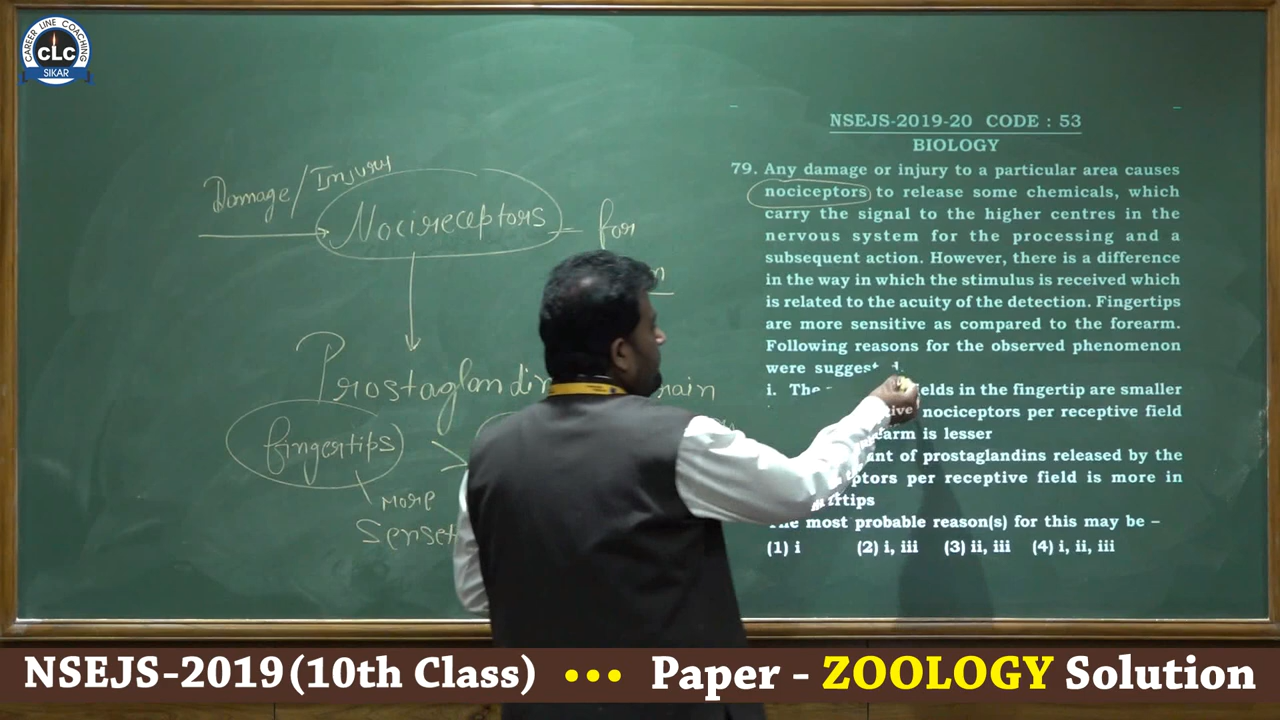 CAREER LINE COACHING
CLC
SIKAR
Damage/Injury
Nocireceptors – for
Prostaglandin
fingertips
More
NSEJS-2019-20 CODE : 53
BIOLOGY
79. Any damage or injury to a particular area causes
nociceptors to release some chemicals, which
carry the signal to the higher centres in the
nervous system for the processing and a
subsequent action. However, there is a difference
in the way in which the stimulus is received which
is related to the acuity of the detection. Fingertips
are more sensitive as compared to the forearm.
Following reasons for the observed phenomenon
were
i. The fields in the fingertip are smaller
nociceptors per receptive field
is lesser
of prostaglandins released by the
per receptive field is more in
most probable reason(s) for this may be –
(1) i (2) i, iii (3) ii, iii (4) i, ii, iii
NSEJS-2019(10th Class) ••• Paper - ZOOLOGY Solution